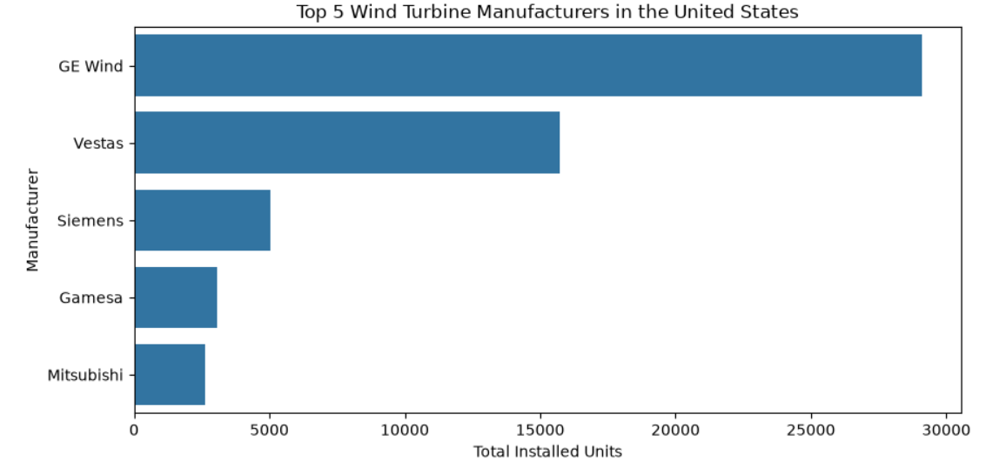 Top 5 Wind Turbine Manufacturers in the United States
Manufacturer
GE Wind
Vestas
Siemens
Gamesa
Mitsubishi
0 5000 10000 15000 20000 25000 30000
Total Installed Units